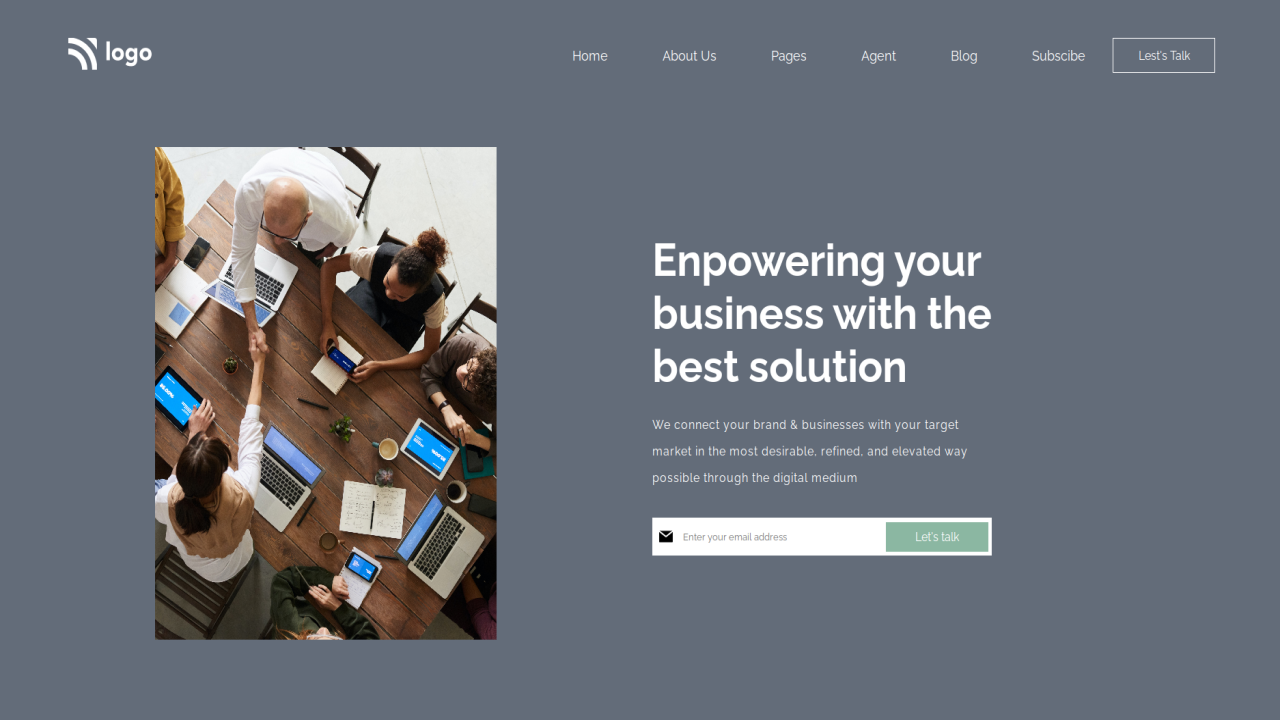 logo
Home About Us Pages Agent Blog Subscibe Lest's Talk
Enpowering your
business with the
best solution
We connect your brand & businesses with your target
market in the most desirable, refined, and elevated way
possible through the digital medium
Enter your email address Let's talk